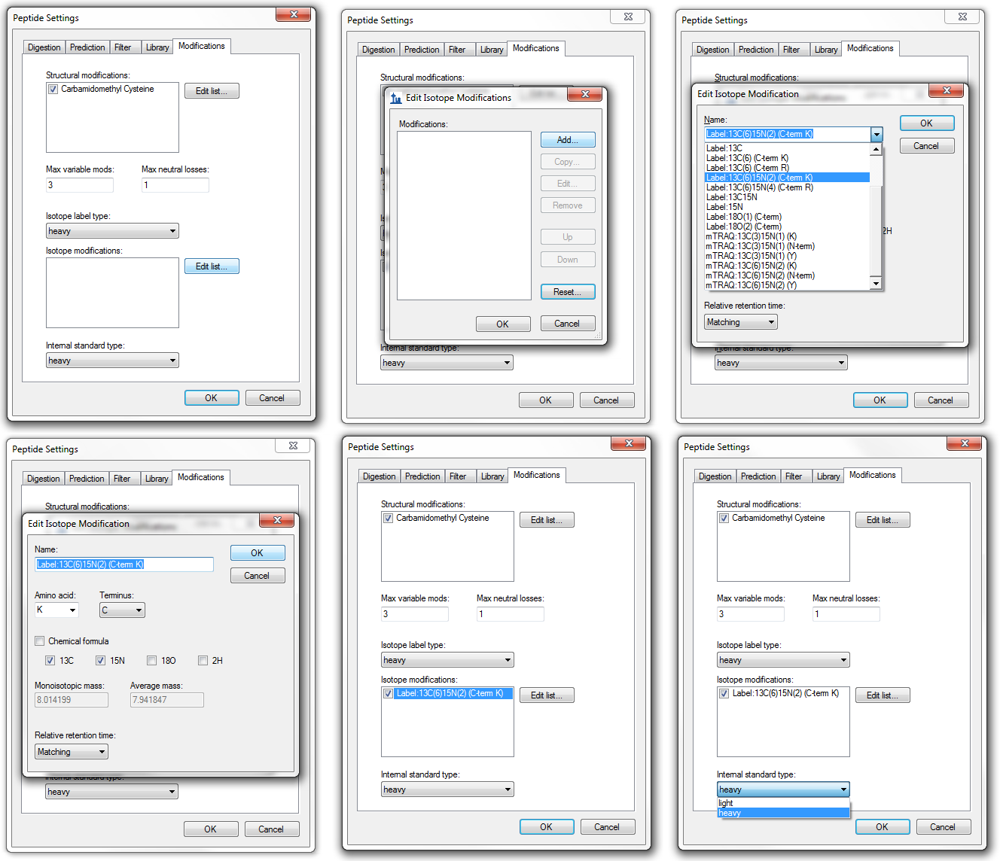 Peptide Settings
Digestion Prediction Filter Library Modifications
Structural modifications:
Carbamidomethyl Cysteine
Edit list...
Max variable mods: Max neutral losses:
3 1
Isotope label type:
heavy
Isotope modifications:
Edit list...
Internal standard type:
heavy
OK Cancel
Peptide Settings
Digestion Prediction Filter Library Modifications
Structural modifications:
Edit Isotope Modifications
Modifications:
Add...
Copy...
Edit...
Remove
Up
Down
Reset...
OK Cancel
Internal standard type:
heavy
OK Cancel
Peptide Settings
Digestion Prediction Filter Library Modifications
Structural modifications:
Edit Isotope Modification
Name:
OK
Label:13C(6)15N(2) (C-term K)
Cancel
Label:13C
Label:13C(6) (C-term K)
Label:13C(6) (C-term R)
Label:13C(6)15N(2) (C-term K)
Label:13C(6)15N(4) (C-term R)
Label:13C15N
Label:15N
Label:18O(1) (C-term)
Label:18O(2) (C-term)
2H
mTRAQ:13C(3)15N(1) (K)
mTRAQ:13C(3)15N(1) (N-term)
mTRAQ:13C(3)15N(1) (Y)
mTRAQ:13C(6)15N(2) (K)
mTRAQ:13C(6)15N(2) (N-term)
mTRAQ:13C(6)15N(2) (Y)
Relative retention time:
Matching
Internal standard type:
heavy
OK Cancel
Peptide Settings
Digestion Prediction Filter Library Modifications
Structural modifications:
Edit Isotope Modification
Name:
OK
Label:13C(6)15N(2) (C-term K)
Cancel
Amino acid: Terminus:
K C
Chemical formula
13C 15N 18O 2H
Monoisotopic mass: Average mass:
8.014199 7.941847
Relative retention time:
Matching
Internal standard type:
heavy
OK Cancel
Peptide Settings
Digestion Prediction Filter Library Modifications
Structural modifications:
Carbamidomethyl Cysteine
Edit list...
Max variable mods: Max neutral losses:
3 1
Isotope label type:
heavy
Isotope modifications:
Label:13C(6)15N(2) (C-term K)
Edit list...
Internal standard type:
heavy
OK Cancel
Peptide Settings
Digestion Prediction Filter Library Modifications
Structural modifications:
Carbamidomethyl Cysteine
Edit list...
Max variable mods: Max neutral losses:
3 1
Isotope label type:
heavy
Isotope modifications:
Label:13C(6)15N(2) (C-term K)
Edit list...
Internal standard type:
heavy
light
heavy
OK Cancel